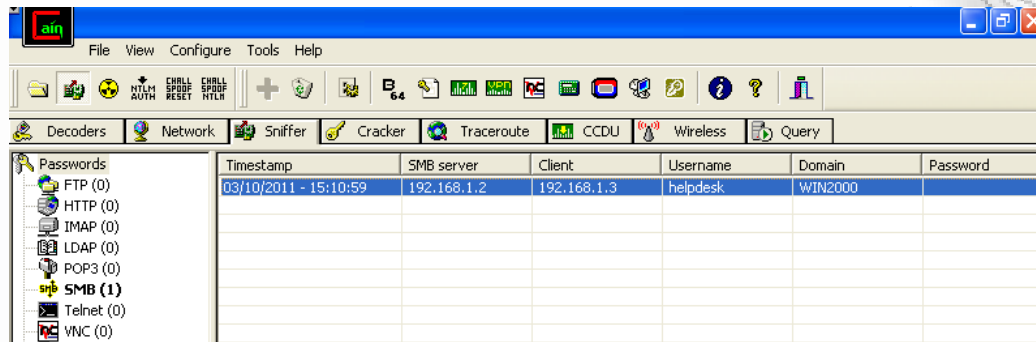 aín
File View Configure Tools Help
NTLM AUTH CHALL SPOOF RESET CHALL SPOOF NTLM B64 VPN
Decoders Network Sniffer Cracker Traceroute CCDU Wireless Query
Passwords
FTP (0)
HTTP (0)
IMAP (0)
LDAP (0)
POP3 (0)
SMB (1)
Telnet (0)
VNC (0)
Timestamp SMB server Client Username Domain Password
03/10/2011 - 15:10:59 192.168.1.2 192.168.1.3 helpdesk WIN2000